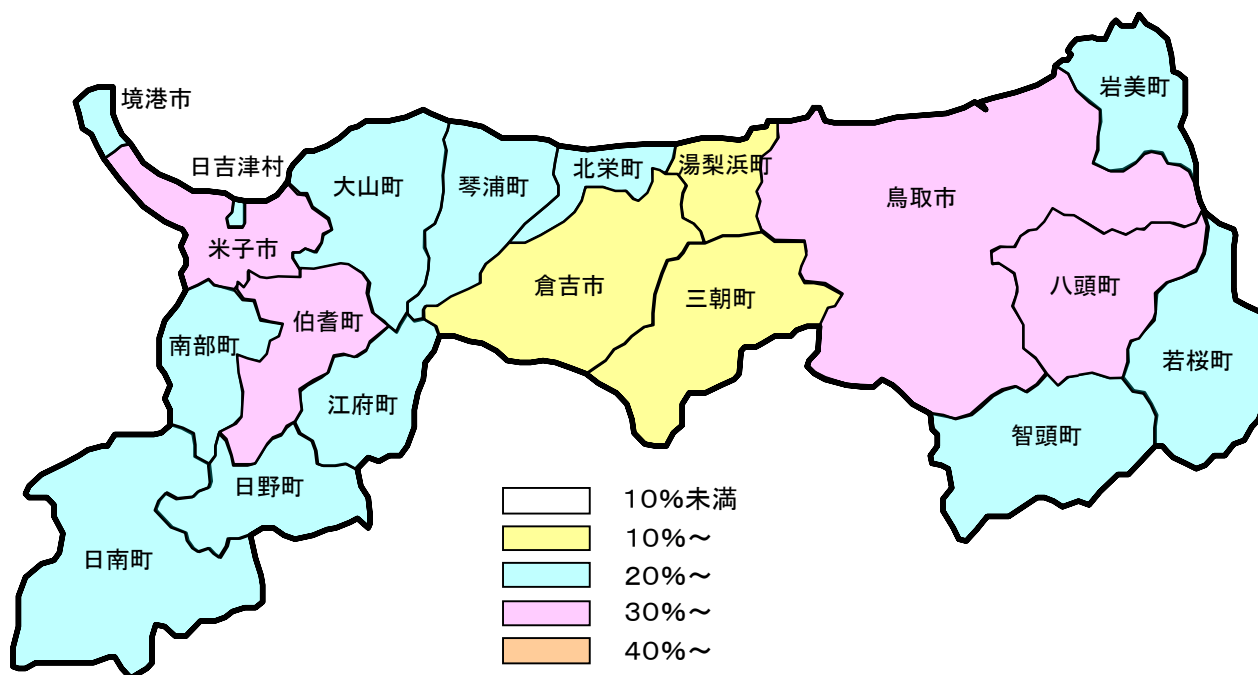 岩美町
境港市
日吉津村
大山町
琴浦町
北栄町
湯梨浜町
鳥取市
米子市
倉吉市
三朝町
八頭町
伯耆町
南部町
若桜町
江府町
智頭町
日野町
日南町
10%未満
10%～
20%～
30%～
40%～